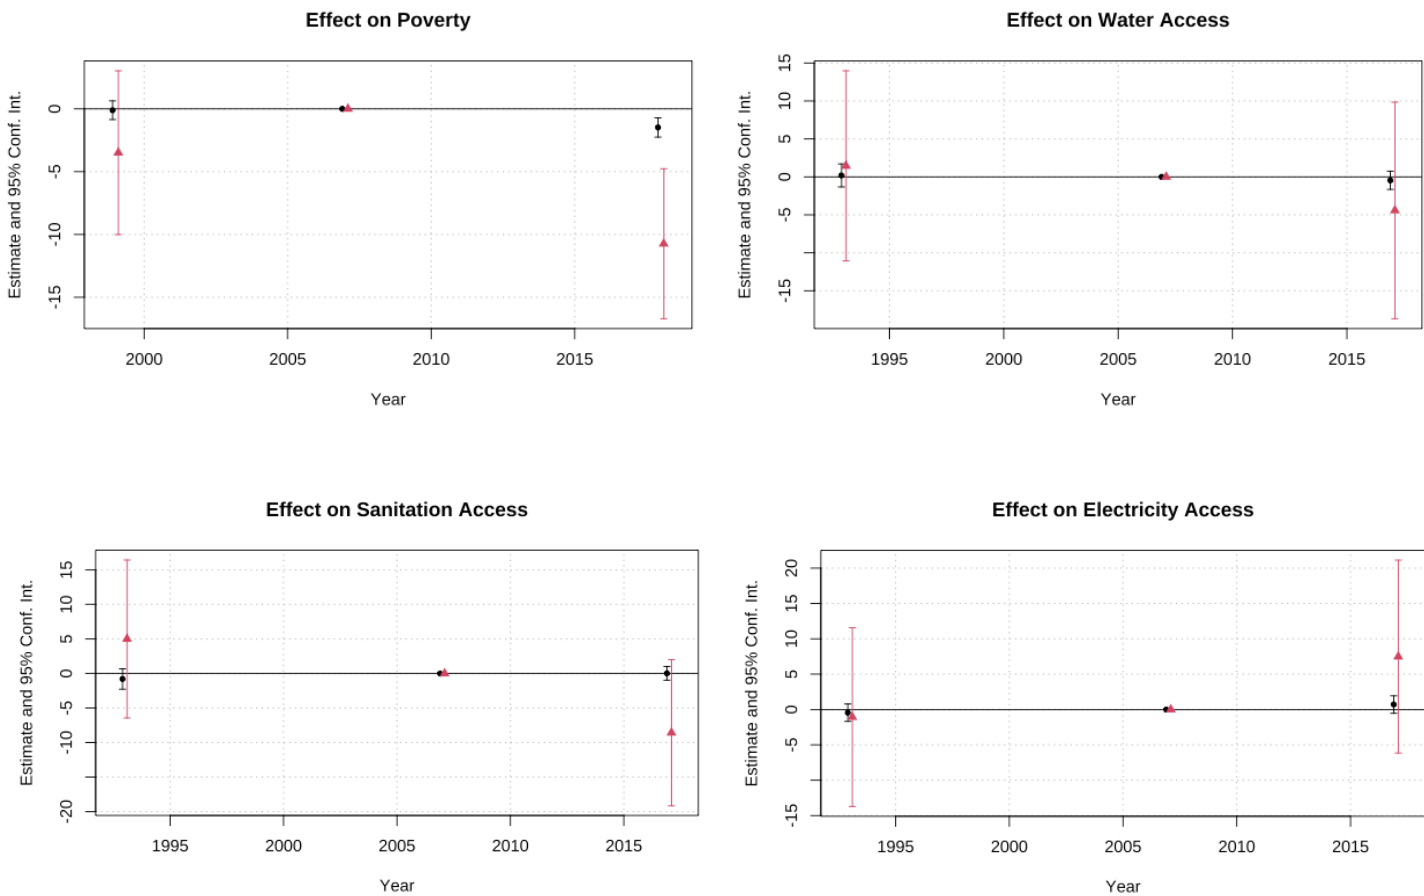 Effect on Poverty
Estimate and 95% Conf. Int.
0
-5
-10
-15
2000 2005 2010 2015
Year
Effect on Water Access
Estimate and 95% Conf. Int.
15
10
5
0
-5
-15
1995 2000 2005 2010 2015
Year
Effect on Sanitation Access
Estimate and 95% Conf. Int.
15
10
5
0
-5
-10
-20
1995 2000 2005 2010 2015
Year
Effect on Electricity Access
Estimate and 95% Conf. Int.
20
15
10
5
0
-5
-15
1995 2000 2005 2010 2015
Year